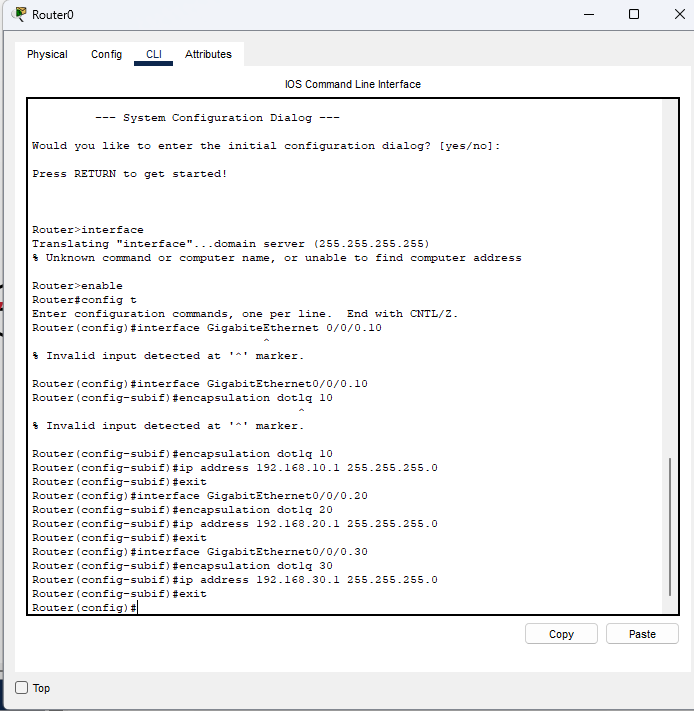 Router0
Physical Config CLI Attributes
IOS Command Line Interface
--- System Configuration Dialog ---
Would you like to enter the initial configuration dialog? [yes/no]:
Press RETURN to get started!
Router>interface
Translating "interface"...domain server (255.255.255.255)
% Unknown command or computer name, or unable to find computer address
Router>enable
Router#config t
Enter configuration commands, one per line.  End with CNTL/Z.
Router(config)#interface GigabiteEthernet 0/0/0.10
^
% Invalid input detected at '^' marker.
Router(config)#interface GigabitEthernet0/0/0.10
Router(config-subif)#encapsulation dotlq 10
^
% Invalid input detected at '^' marker.
Router(config-subif)#encapsulation dot1q 10
Router(config-subif)#ip address 192.168.10.1 255.255.255.0
Router(config-subif)#exit
Router(config)#interface GigabitEthernet0/0/0.20
Router(config-subif)#encapsulation dot1q 20
Router(config-subif)#ip address 192.168.20.1 255.255.255.0
Router(config-subif)#exit
Router(config)#interface GigabitEthernet0/0/0.30
Router(config-subif)#encapsulation dot1q 30
Router(config-subif)#ip address 192.168.30.1 255.255.255.0
Router(config-subif)#exit
Router(config)#
Copy Paste
Top